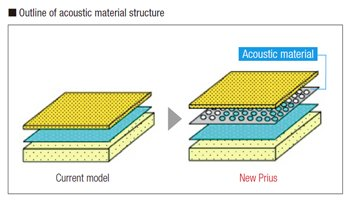 ■ Outline of acoustic material structure
Acoustic material
Current model
New Prius